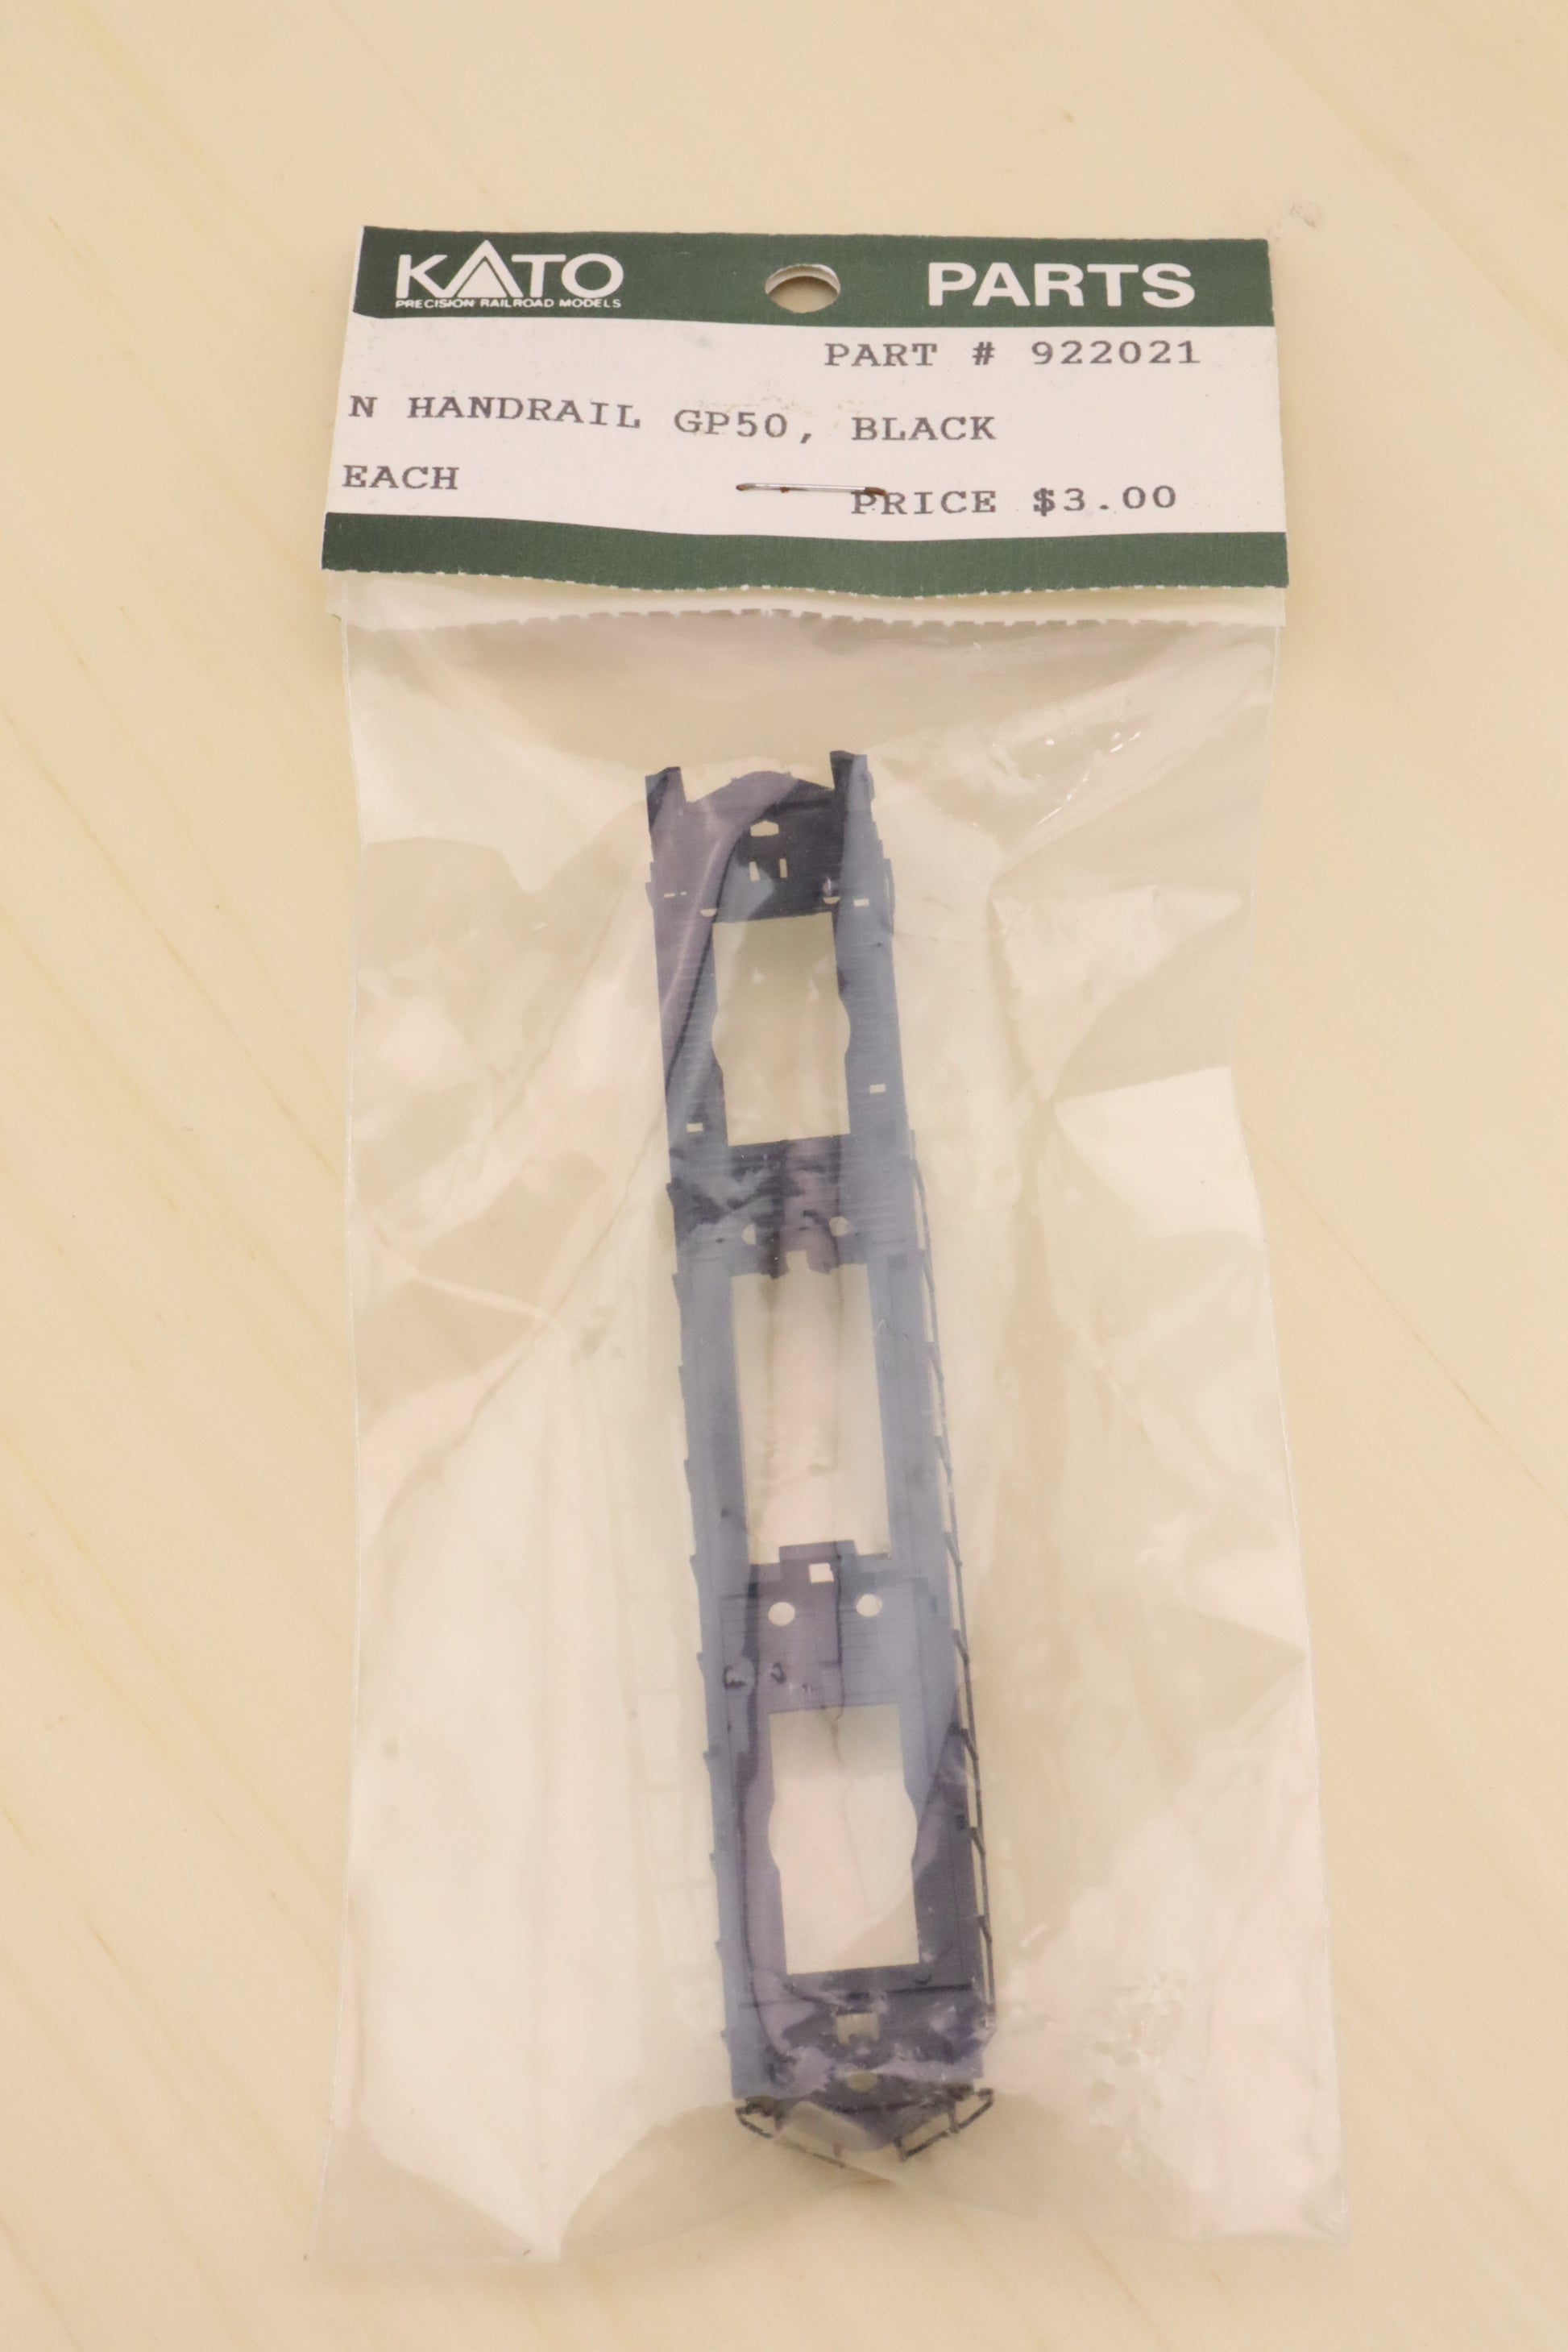 KATO
PRECISION RAILROAD MODELS
PARTS
PART # 922021
N HANDRAIL GP50, BLACK
EACH
PRICE $3.00